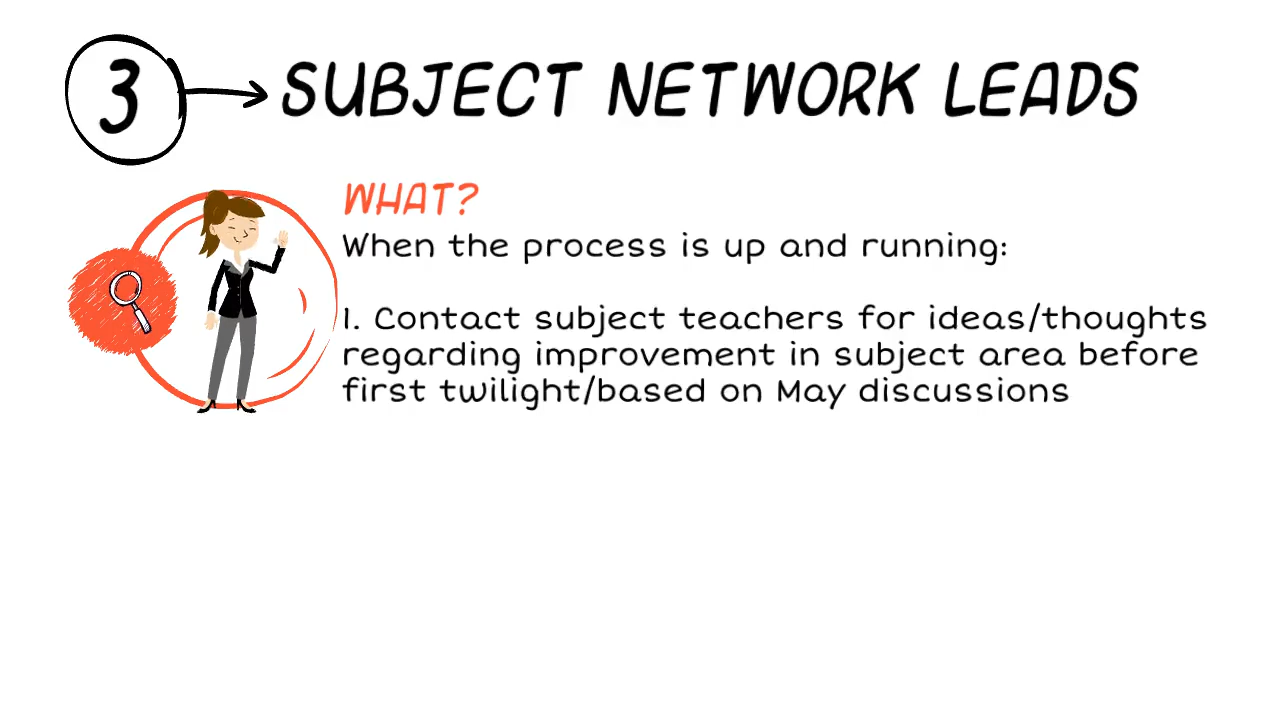 3
SUBJECT NETWORK LEADS
WHAT?
When the process is up and running:
1. Contact subject teachers for ideas/thoughts
regarding improvement in subject area before
first twilight/based on May discussions